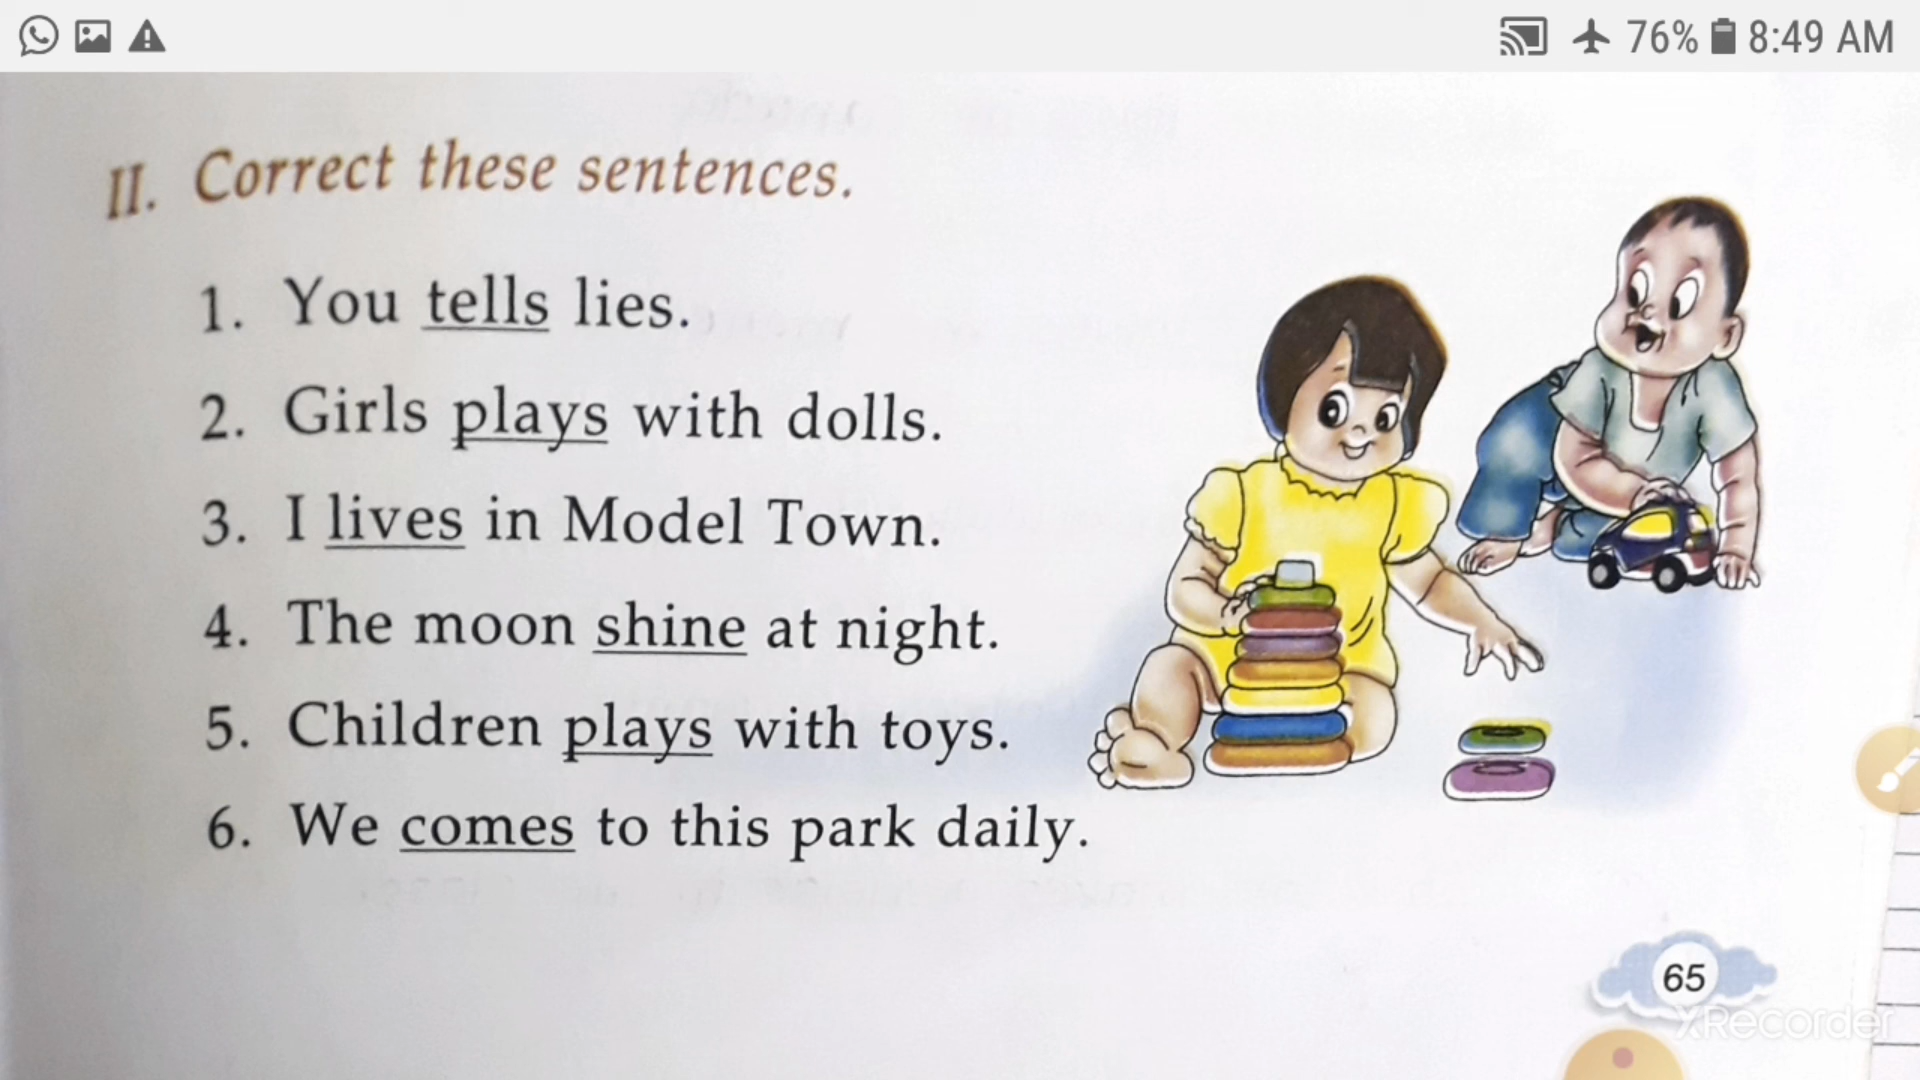 76% 8:49 AM
II. Correct these sentences.
1. You tells lies.
2. Girls plays with dolls.
3. I lives in Model Town.
4. The moon shine at night.
5. Children plays with toys.
6. We comes to this park daily.
65
XRecorder